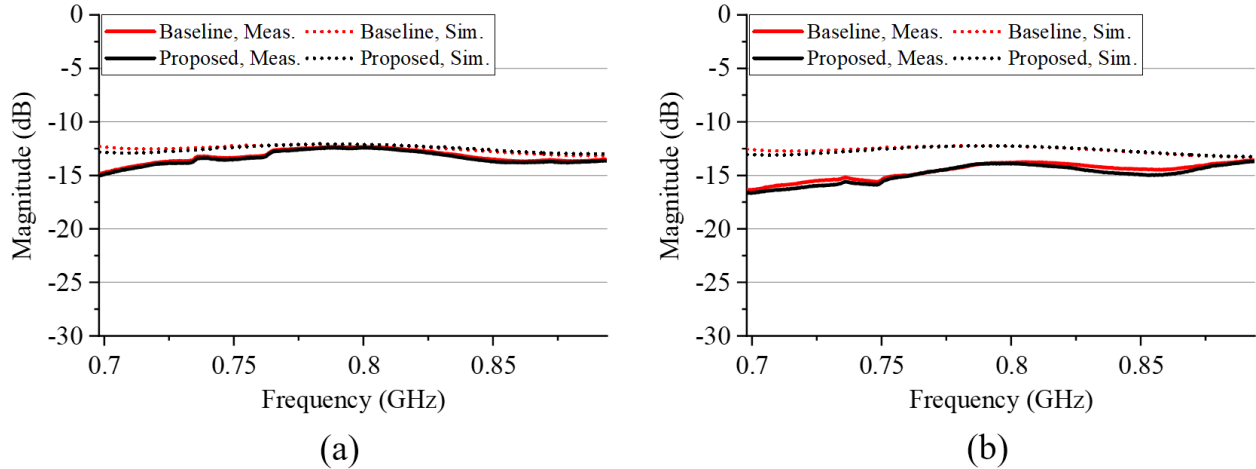 0
-5
-10
-15
-20
-25
-30
Magnitude (dB)
Baseline, Meas. Baseline, Sim.
Proposed, Meas. Proposed, Sim.
0.7 0.75 0.8 0.85
Frequency (GHz)
(a)
0
-5
-10
-15
-20
-25
-30
Magnitude (dB)
Baseline, Meas. Baseline, Sim.
Proposed, Meas. Proposed, Sim.
0.7 0.75 0.8 0.85
Frequency (GHz)
(b)